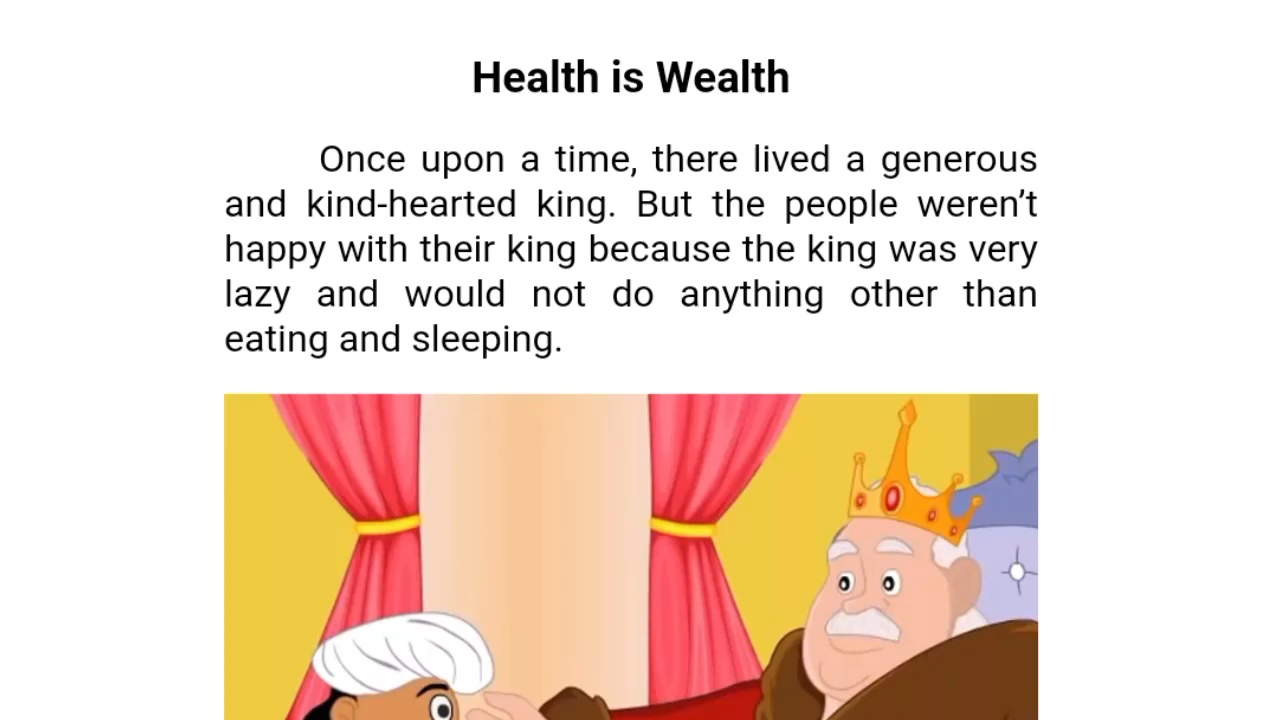 Health is Wealth
Once upon a time, there lived a generous
and kind-hearted king. But the people weren’t
happy with their king because the king was very
lazy and would not do anything other than
eating and sleeping.